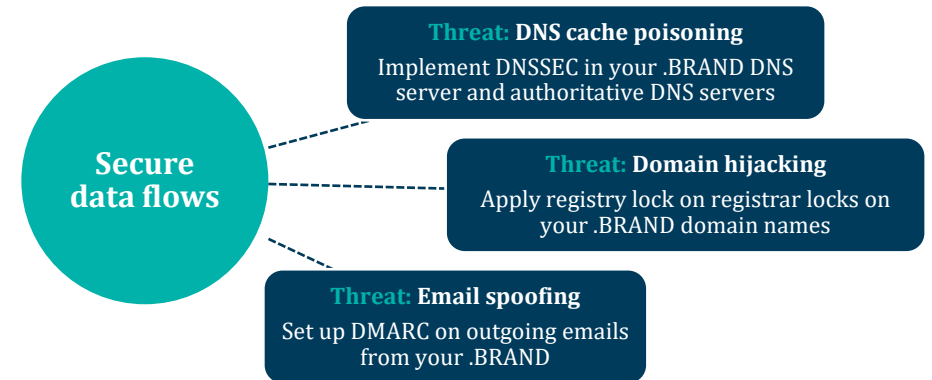 Threat: DNS cache poisoning
Implement DNSSEC in your .BRAND DNS
server and authoritative DNS servers
Secure
data flows
Threat: Domain hijacking
Apply registry lock on registrar locks on
your .BRAND domain names
Threat: Email spoofing
Set up DMARC on outgoing emails
from your .BRAND